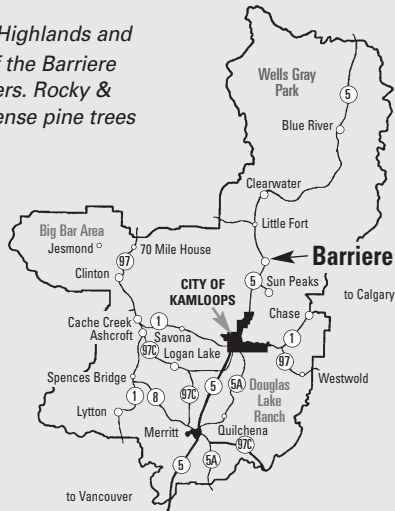 Highlands and
f the Barriere
ers. Rocky &
ense pine trees
Wells Gray
Park
5
Blue River
Clearwater
Little Fort
Barriere
Big Bar Area
Jesmond
70 Mile House
97
Clinton
5
Sun Peaks
CITY OF
KAMLOOPS
to Calgary
Chase
Cache Creek
1
Ashcroft
Savona
97C
Logan Lake
1
97
Westwold
Spences Bridge
5
5A
Douglas
Lake
Ranch
1
8
97C
Lytton
Merritt
Quilchena
97C
5
5A
to Vancouver